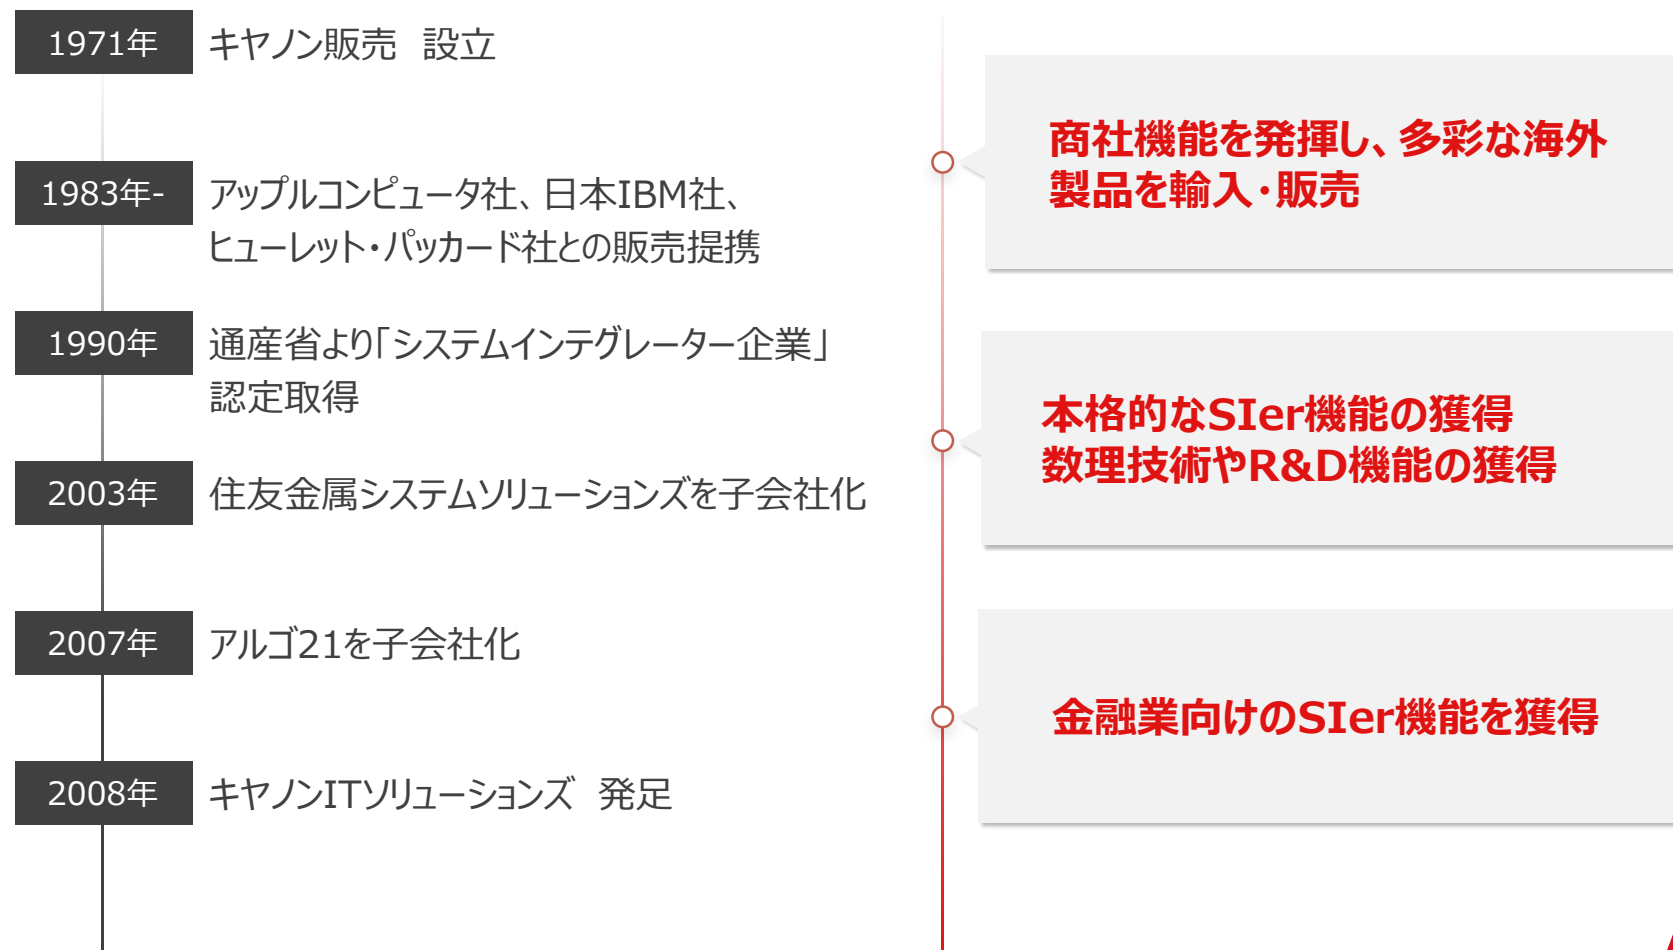 1971年
キヤノン販売 設立
1983年-
アップルコンピュータ社、日本IBM社、
ヒューレット・パッカード社との販売提携
1990年
通産省より「システムインテグレーター企業」
認定取得
2003年
住友金属システムソリューションズを子会社化
2007年
アルゴ21を子会社化
2008年
キヤノンITソリューションズ 発足
商社機能を発揮し、多彩な海外
製品を輸入・販売
本格的なSIer機能の獲得
数理技術やR&D機能の獲得
金融業向けのSIer機能を獲得